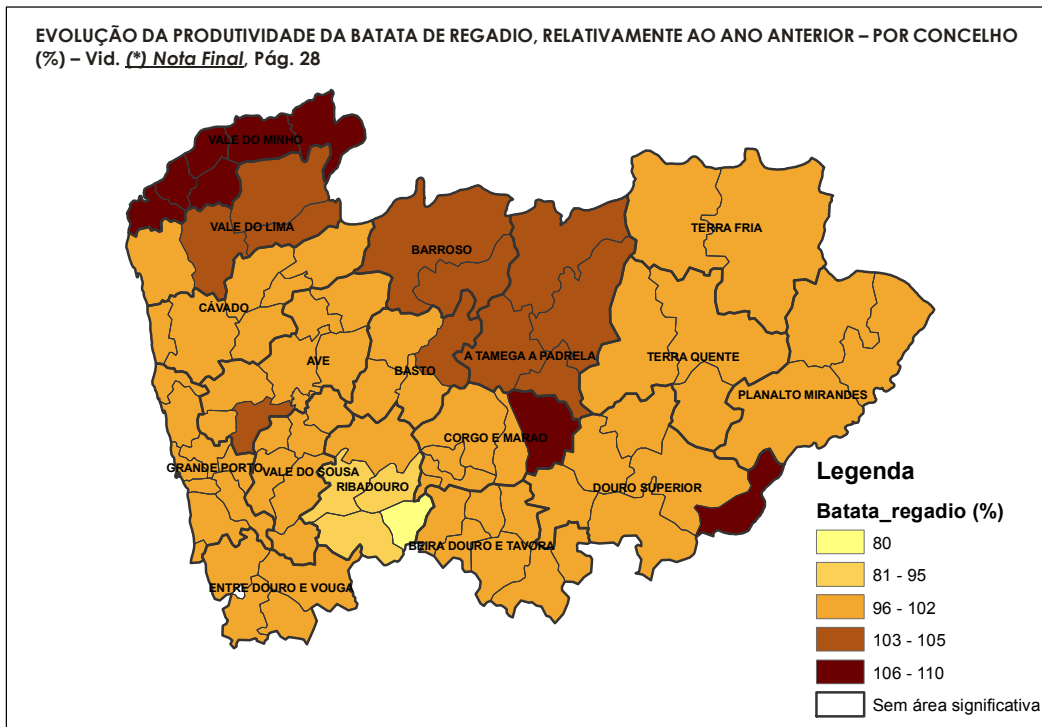 EVOLUÇÃO DA PRODUTIVIDADE DA BATATA DE REGADIO, RELATIVAMENTE AO ANO ANTERIOR – POR CONCELHO
(%) – Vid. (*) Nota Final, Pág. 28
VALE DO MINHO
VALE DO LIMA
TERRA FRIA
BARROSO
CÁVADO
AVE
BASTO
A TAMEGA A PADRELA
TERRA QUENTE
PLANALTO MIRANDES
CORGO E MARAO
GRANDE PORTO
VALE DO SOUSA
RIBADOURO
DOURO SUPERIOR
BEIRA DOURO E TAVORA
ENTRE DOURO E VOUGA
Legenda
Batata_regadio (%)
80
81 - 95
96 - 102
103 - 105
106 - 110
Sem área significativa